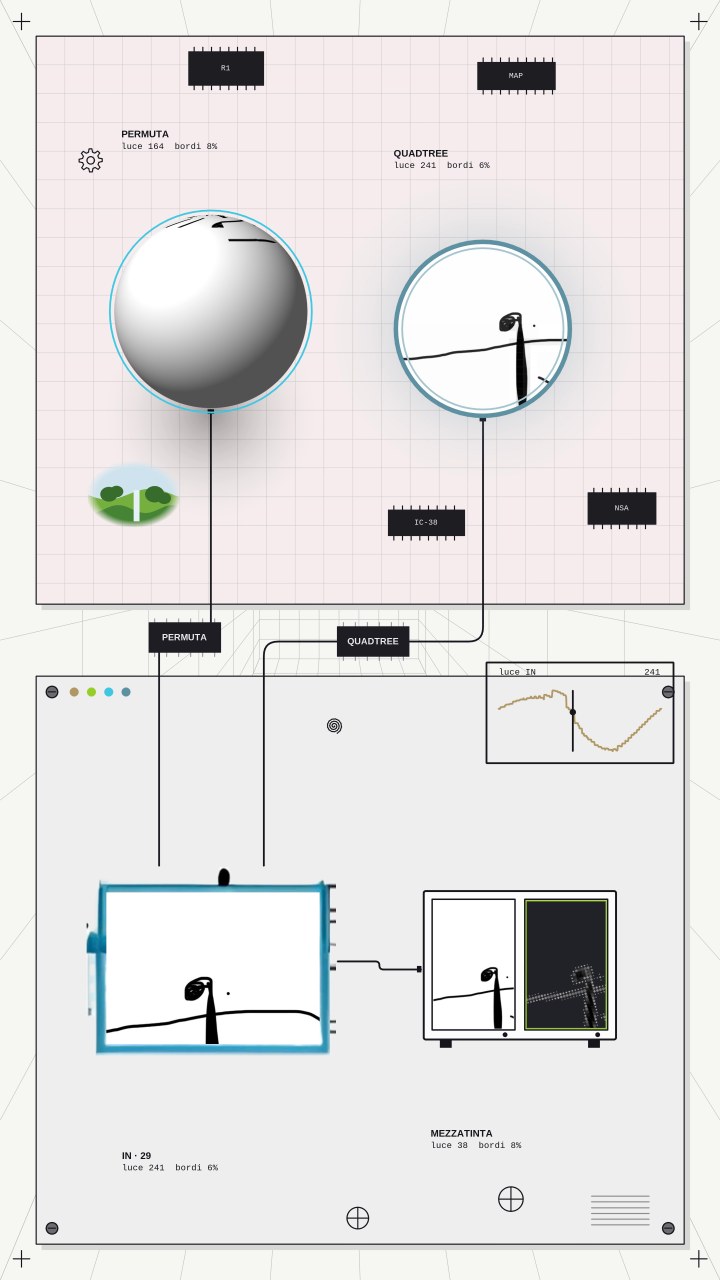 R1
MAP
PERMUTA
luce 164  bordi 8%
QUADTREE
luce 241  bordi 6%
NSA
IC-38
PERMUTA
QUADTREE
luce IN 241
MEZZATINTA
luce 38  bordi 8%
IN · 29
luce 241  bordi 6%